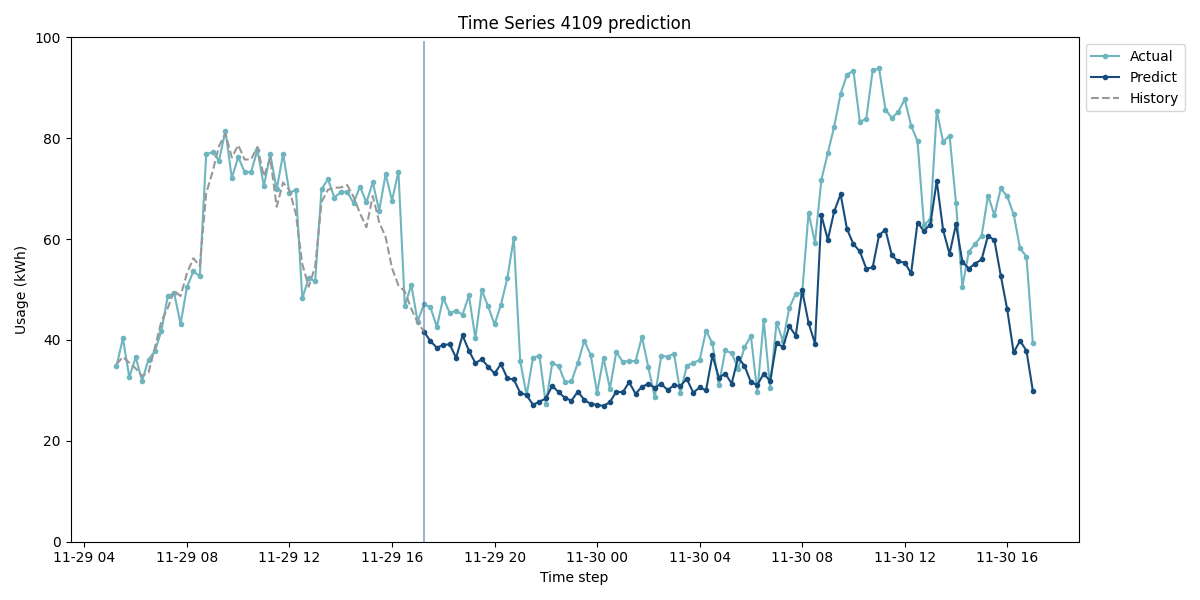 Time Series 4109 prediction
Actual
Predict
History
Usage (kWh)
100
80
60
40
20
0
11-29 04 11-29 08 11-29 12 11-29 16 11-29 20 11-30 00 11-30 04 11-30 08 11-30 12 11-30 16
Time step